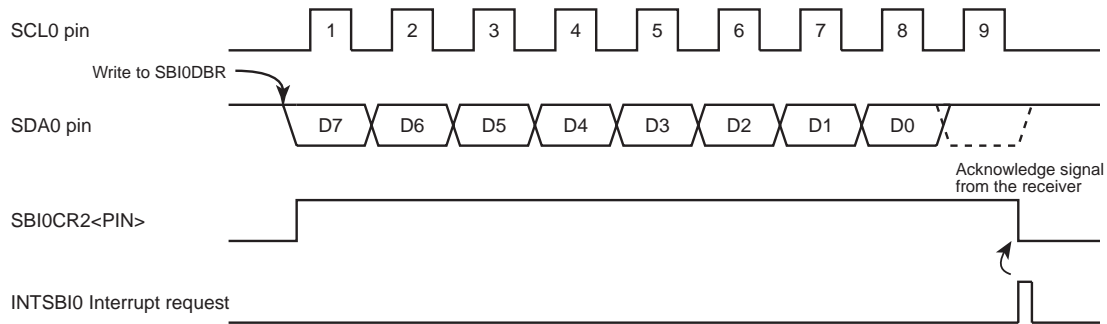 SCL0 pin
1 2 3 4 5 6 7 8 9
Write to SBI0DBR
SDA0 pin
D7 D6 D5 D4 D3 D2 D1 D0
Acknowledge signal
from the receiver
SBI0CR2<PIN>
INTSBI0 Interrupt request